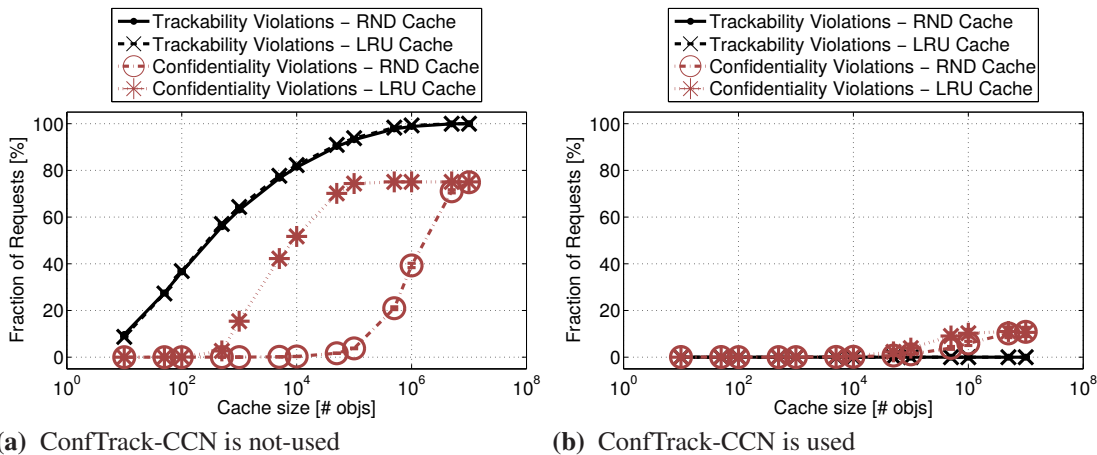 Trackability Violations – RND Cache
Trackability Violations – LRU Cache
Confidentiality Violations – RND Cache
Confidentiality Violations – LRU Cache
100
80
60
40
20
0
Fraction of Requests [%]
10^0
10^2
10^4
10^6
10^8
Cache size [# objs]
(a) ConfTrack-CCN is not-used
Trackability Violations – RND Cache
Trackability Violations – LRU Cache
Confidentiality Violations – RND Cache
Confidentiality Violations – LRU Cache
100
80
60
40
20
0
Fraction of Requests [%]
10^0
10^2
10^4
10^6
10^8
Cache size [# objs]
(b) ConfTrack-CCN is used